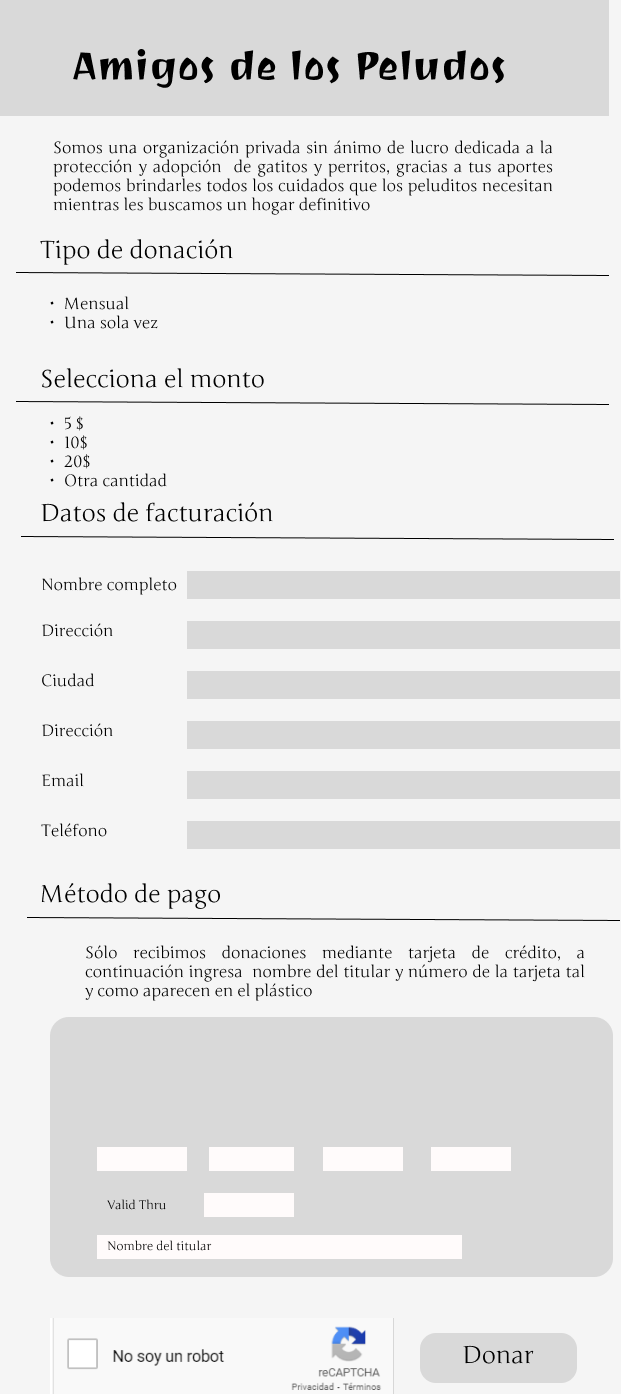 Amigos de los Peludos
Somos una organización privada sin ánimo de lucro dedicada a la
protección y adopción de gatitos y perritos, gracias a tus aportes
podemos brindarles todos los cuidados que los peluditos necesitan
mientras les buscamos un hogar definitivo
Tipo de donación
• Mensual
• Una sola vez
Selecciona el monto
• 5 $
• 10$
• 20$
• Otra cantidad
Datos de facturación
Nombre completo
Dirección
Ciudad
Dirección
Email
Teléfono
Método de pago
Sólo recibimos donaciones mediante tarjeta de crédito, a
continuación ingresa nombre del titular y número de la tarjeta tal
y como aparecen en el plástico
Valid Thru
Nombre del titular
No soy un robot
reCAPTCHA
Privacidad - Términos
Donar